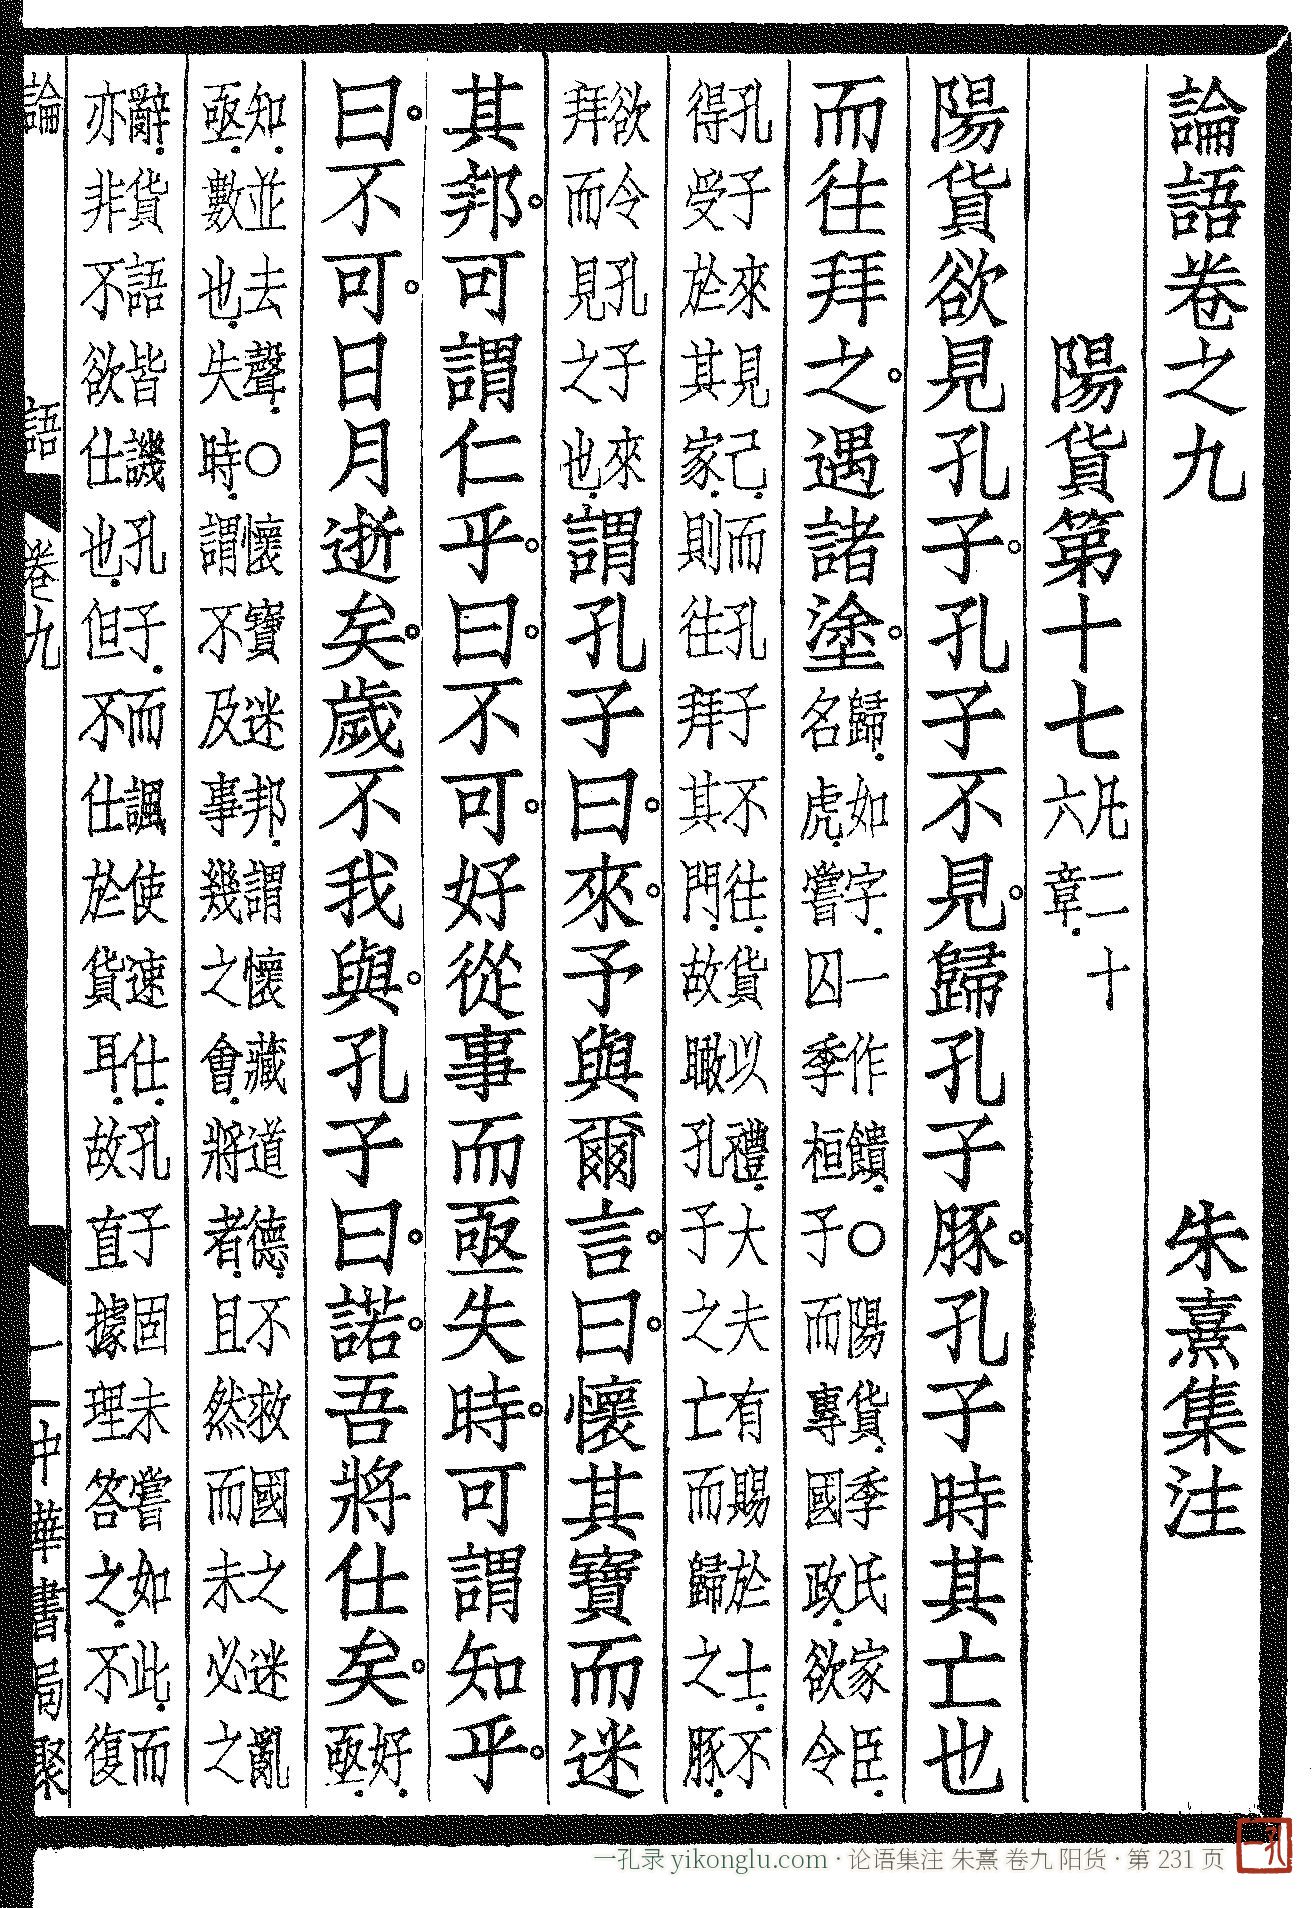 論語卷之九 朱熹集注
陽貨第十七
凡二十
六章．
陽貨欲見孔子。孔子不見。歸孔子豚。孔子時其亡也
而往拜之。遇諸塗。
歸．如字．一作饋．○陽貨．季氏家臣．
名虎．嘗囚季桓子而專國政．欲令
孔子來見己．而孔子不往．貨以禮．大夫有賜於士．不
得受於其家．則往拜其門．故瞰孔子之亡而歸之豚．
欲令孔子來
拜而見之也．
謂孔子曰。來。予與爾言。曰。懷其寶而迷
其邦。可謂仁乎。曰。不可。好從事而亟失時。可謂知乎。
曰。不可。日月逝矣。歲不我與。孔子曰。諾。吾將仕矣。
好．
亟．
知．並去聲．○懷寶迷邦．謂懷藏道德．不救國之迷亂
亟．數也．失時．謂不及事幾之會．將者．且然而未必之
辭．貨語皆譏孔子．而諷使速仕．孔子固未嘗如此．而
亦非不欲仕也．但不仕於貨耳．故直據理答之．不復
論 語 卷九 一 中華書局聚
一孔录 yikonglu.com · 论语集注 朱熹 卷九 阳货 · 第 231 页
一孔